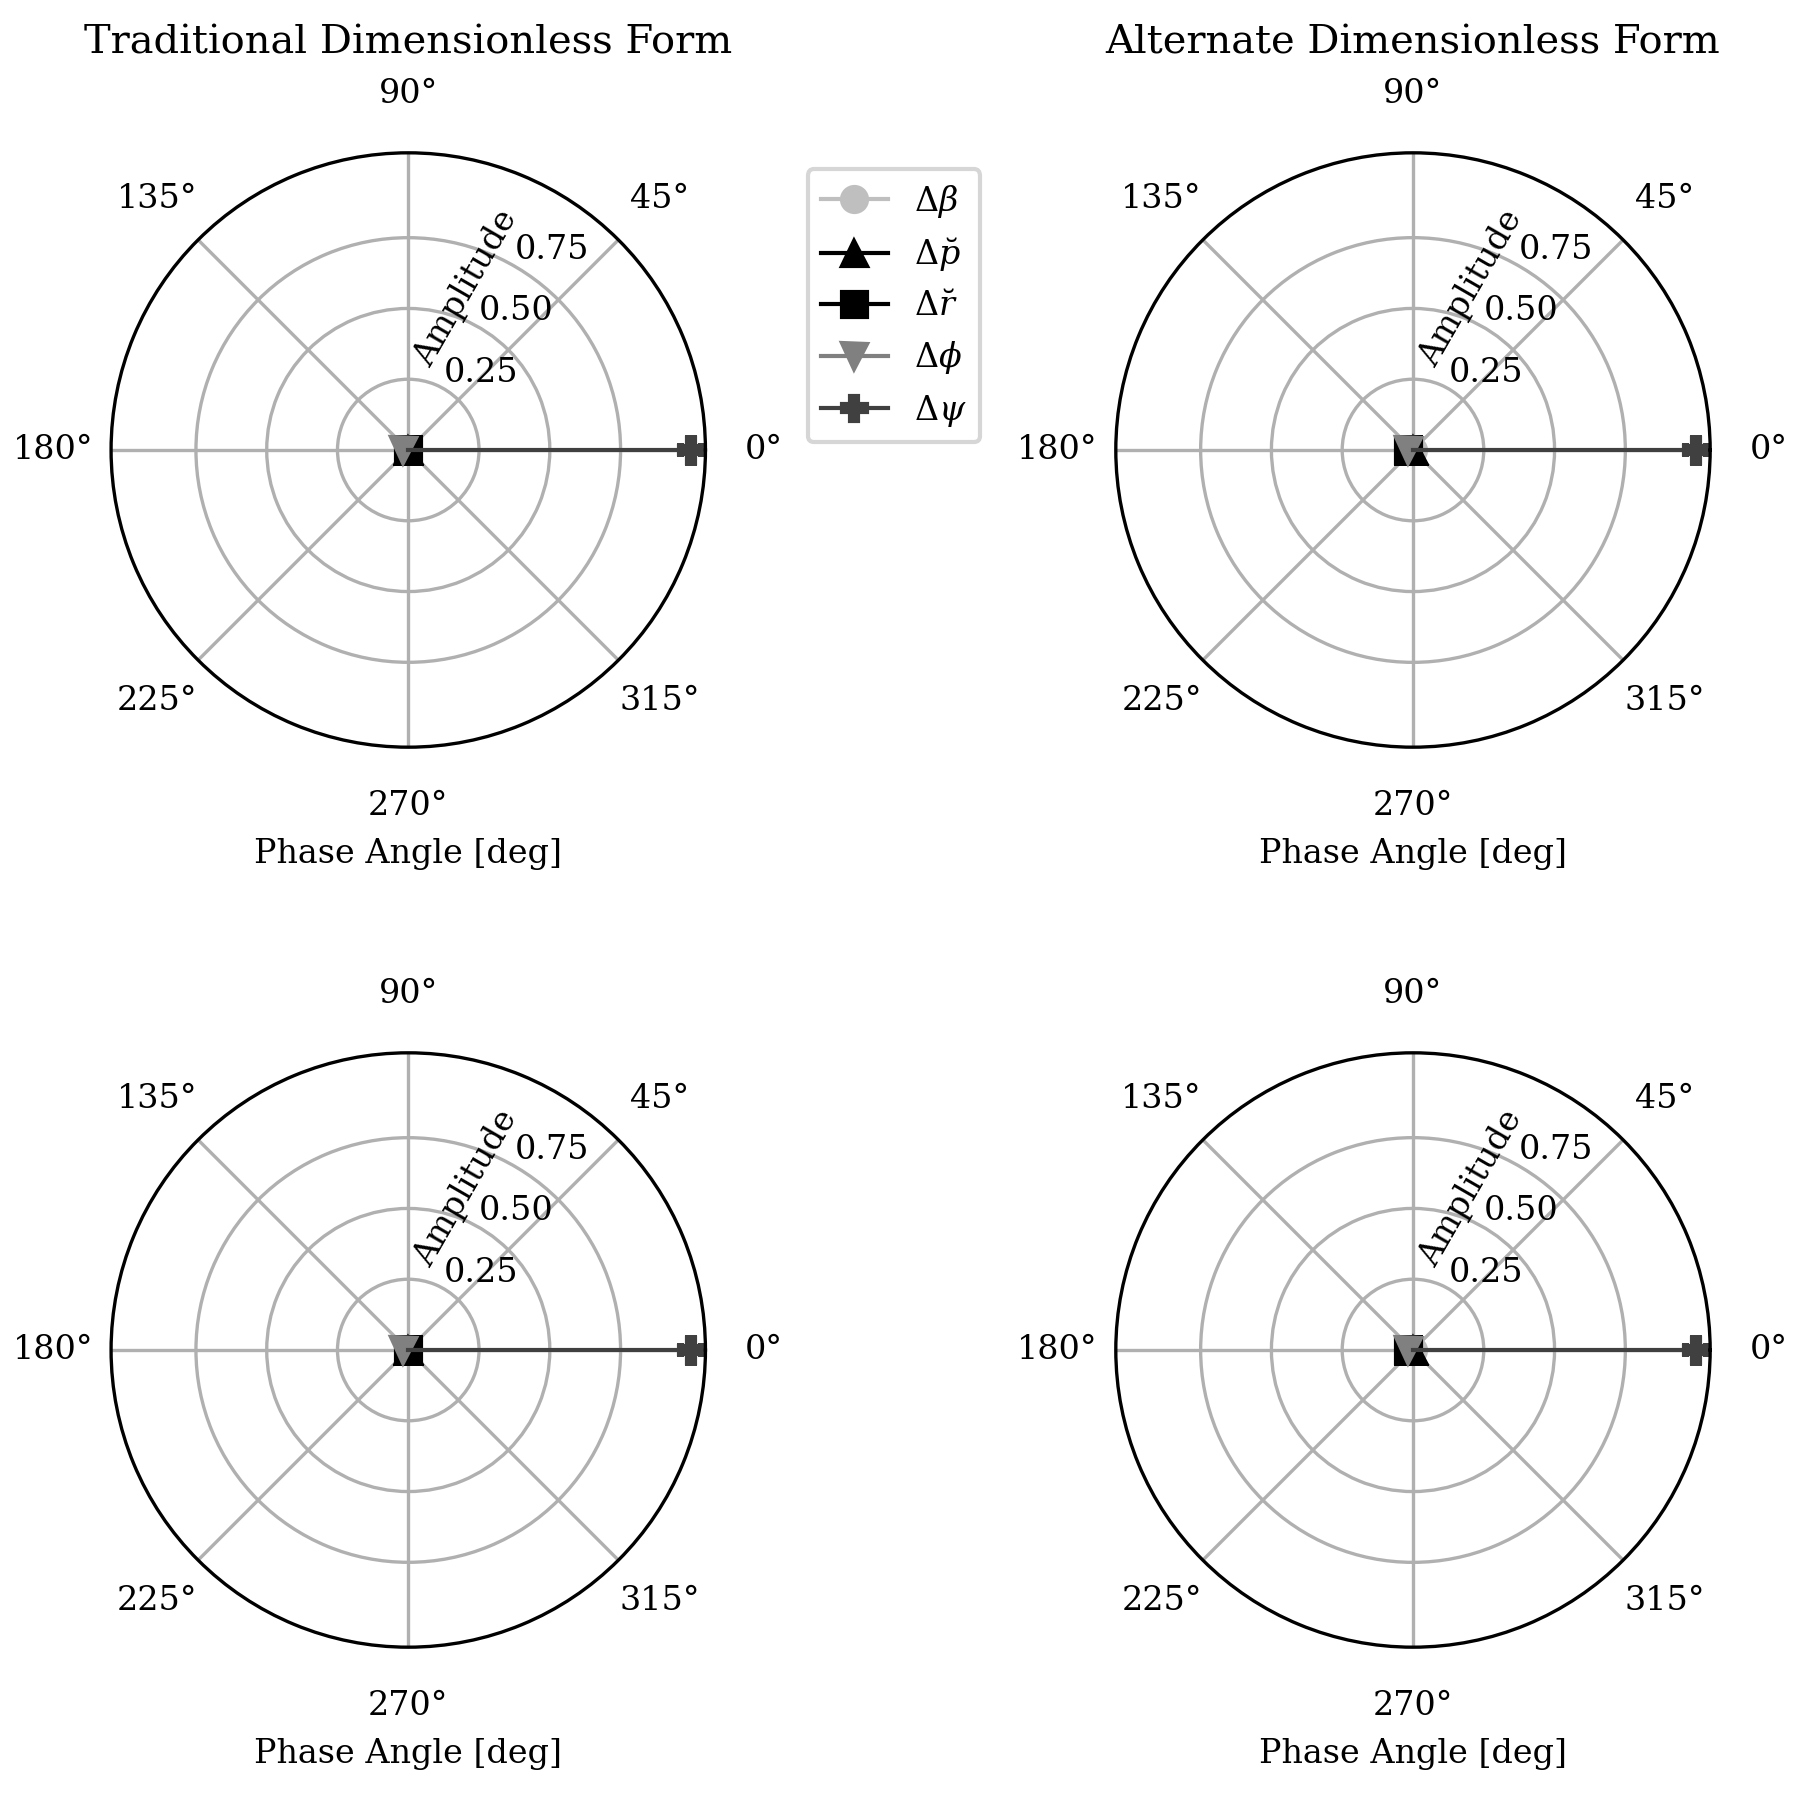 Traditional Dimensionless Form
90°
135°
45°
Amplitude
0.75
0.50
0.25
180°
0°
225°
315°
270°
Phase Angle [deg]
Δβ
Δp̆
Δr̆
Δϕ
Δψ
Alternate Dimensionless Form
90°
135°
45°
Amplitude
0.75
0.50
0.25
180°
0°
225°
315°
270°
Phase Angle [deg]
90°
135°
45°
Amplitude
0.75
0.50
0.25
180°
0°
225°
315°
270°
Phase Angle [deg]
90°
135°
45°
Amplitude
0.75
0.50
0.25
180°
0°
225°
315°
270°
Phase Angle [deg]